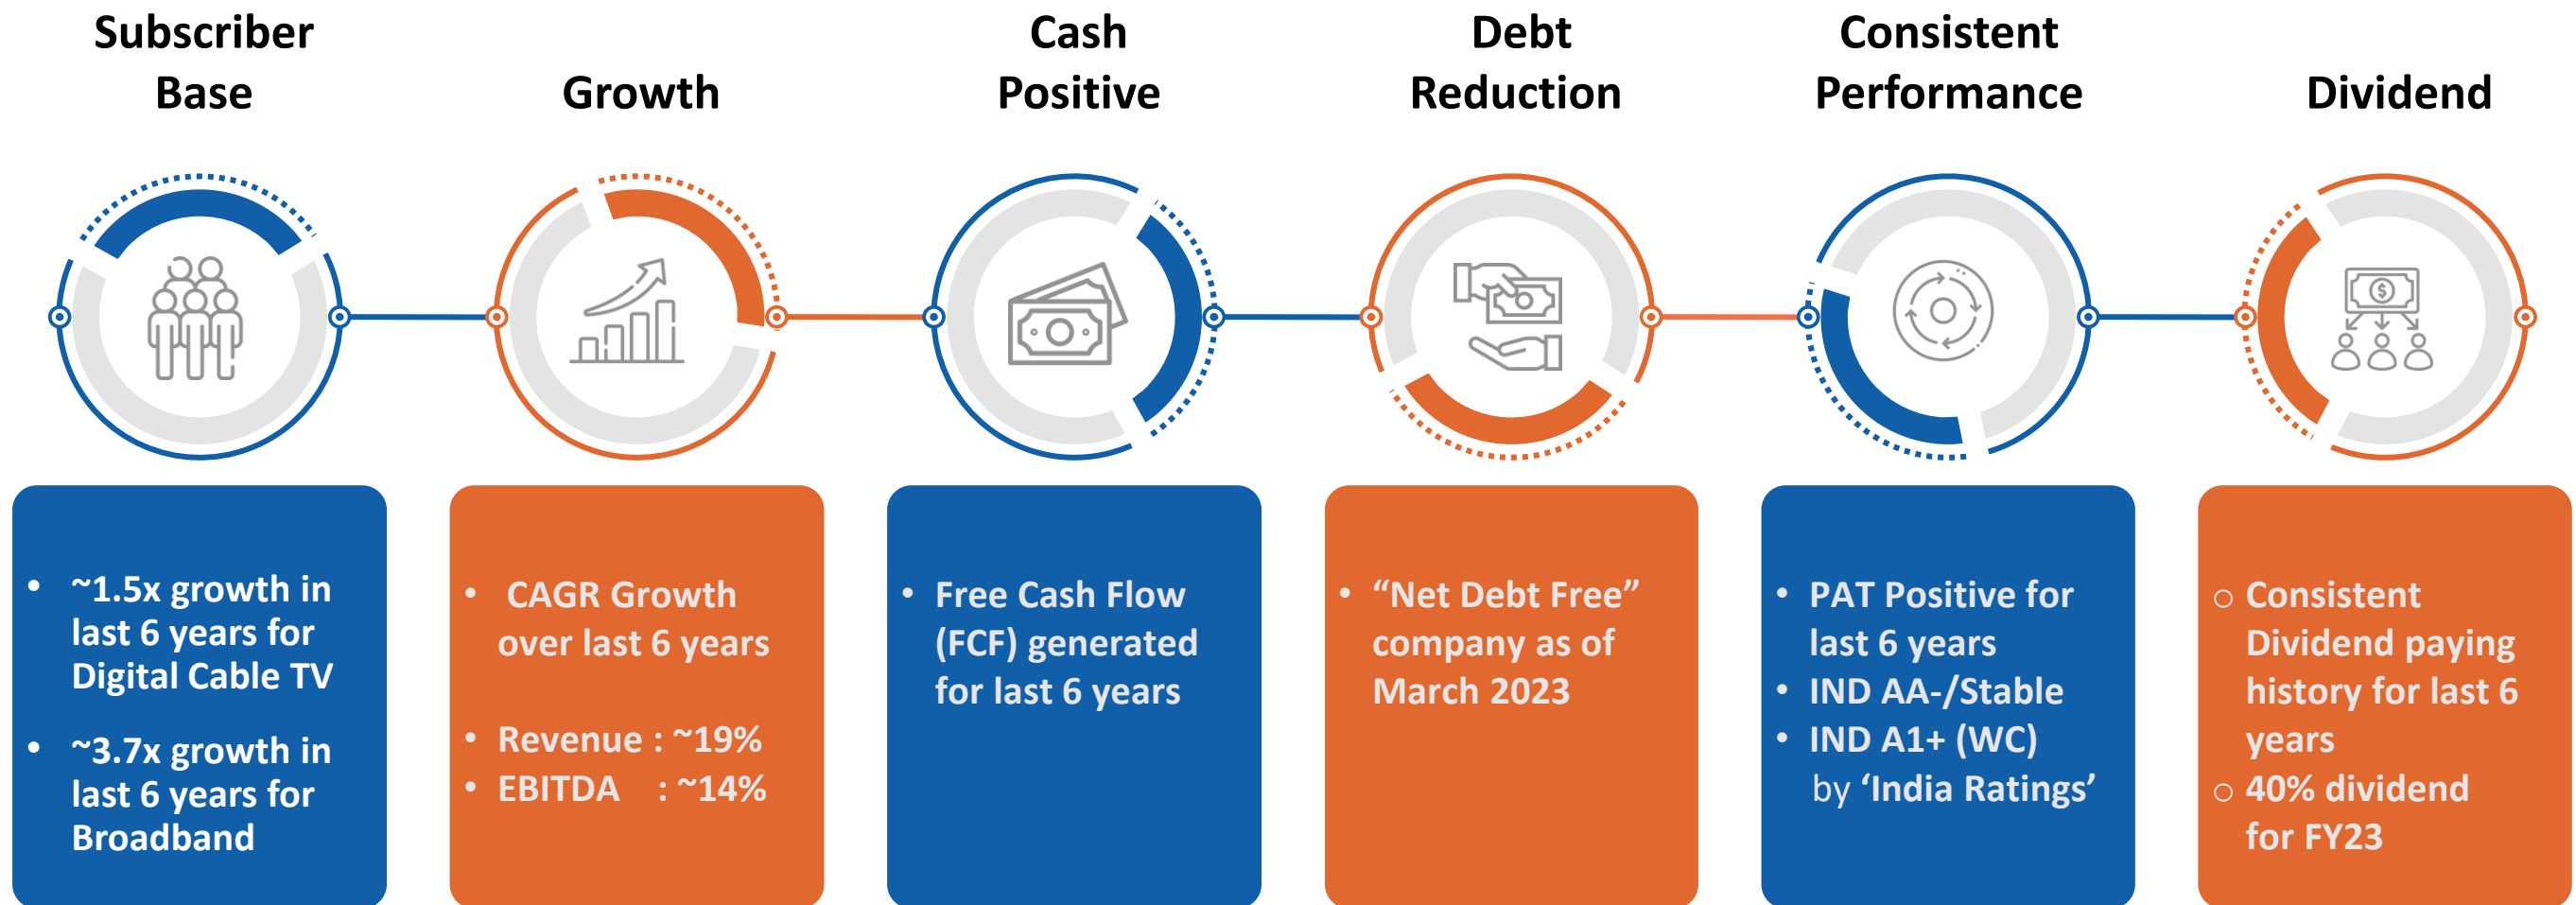 Subscriber
Base
Growth
Cash
Positive
Debt
Reduction
Consistent
Performance
Dividend
• ~1.5x growth in
last 6 years for
Digital Cable TV
• ~3.7x growth in
last 6 years for
Broadband
• CAGR Growth
over last 6 years
• Revenue : ~19%
• EBITDA : ~14%
• Free Cash Flow
(FCF) generated
for last 6 years
• “Net Debt Free”
company as of
March 2023
• PAT Positive for
last 6 years
• IND AA-/Stable
• IND A1+ (WC)
by ‘India Ratings’
○ Consistent
Dividend paying
history for last 6
years
○ 40% dividend
for FY23